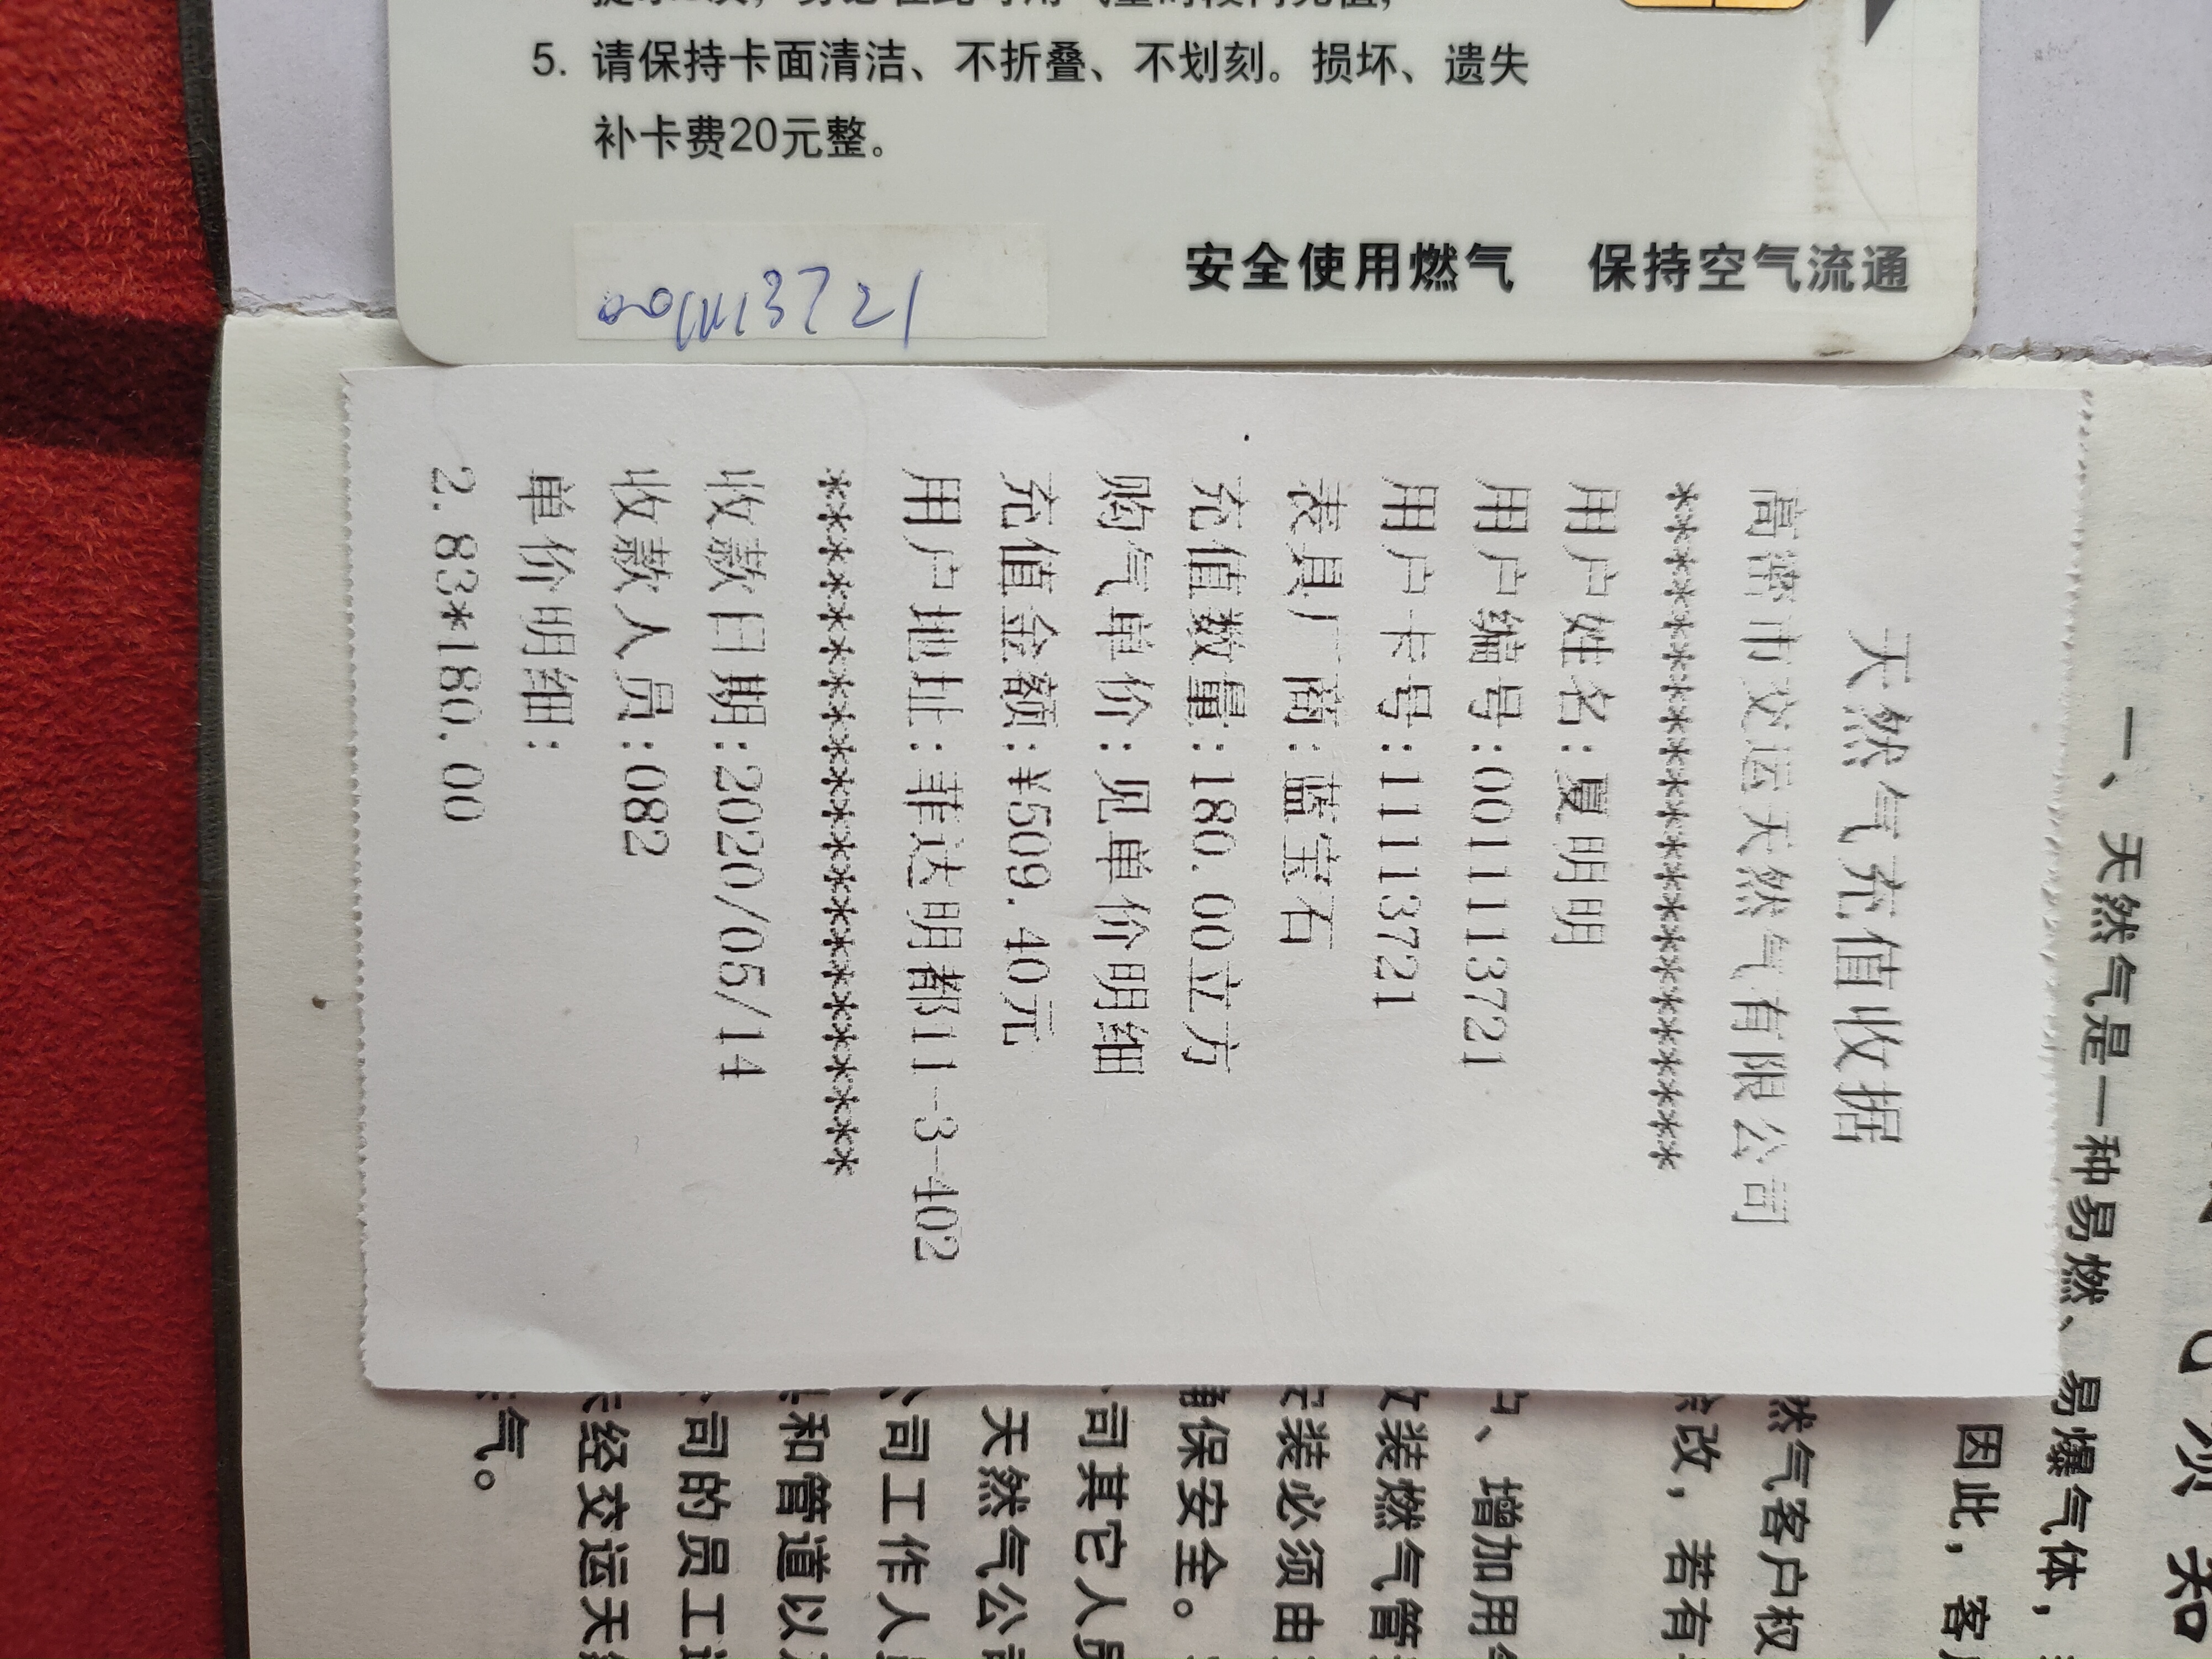 5. 请保持卡面清洁、不折叠、不划刻。损坏、遗失
补卡费20元整。
安全使用燃气 保持空气流通
天然气充值收据
高密市交运天然气有限公司
**********************
用户姓名:夏明明
用户编号:0011113721
用户卡号:11113721
表具厂商:蓝宝石
充值数量:180.00立方
购气单价:见单价明细
充值金额:¥509.40元
用户地址:菲达明都11-3-402
**********************
收款日期:2020/05/14
收款人员:082
单价明细:
2.83*180.00
一、天然气是一种易燃、易爆气体,
因此,客
然气客户权
改,若有
、增加用
改装燃气管
安装必须由
确保安全。
司其它人员
天然气公司
公司工作人
和管道以
司的员工
经交运天
气。
须知